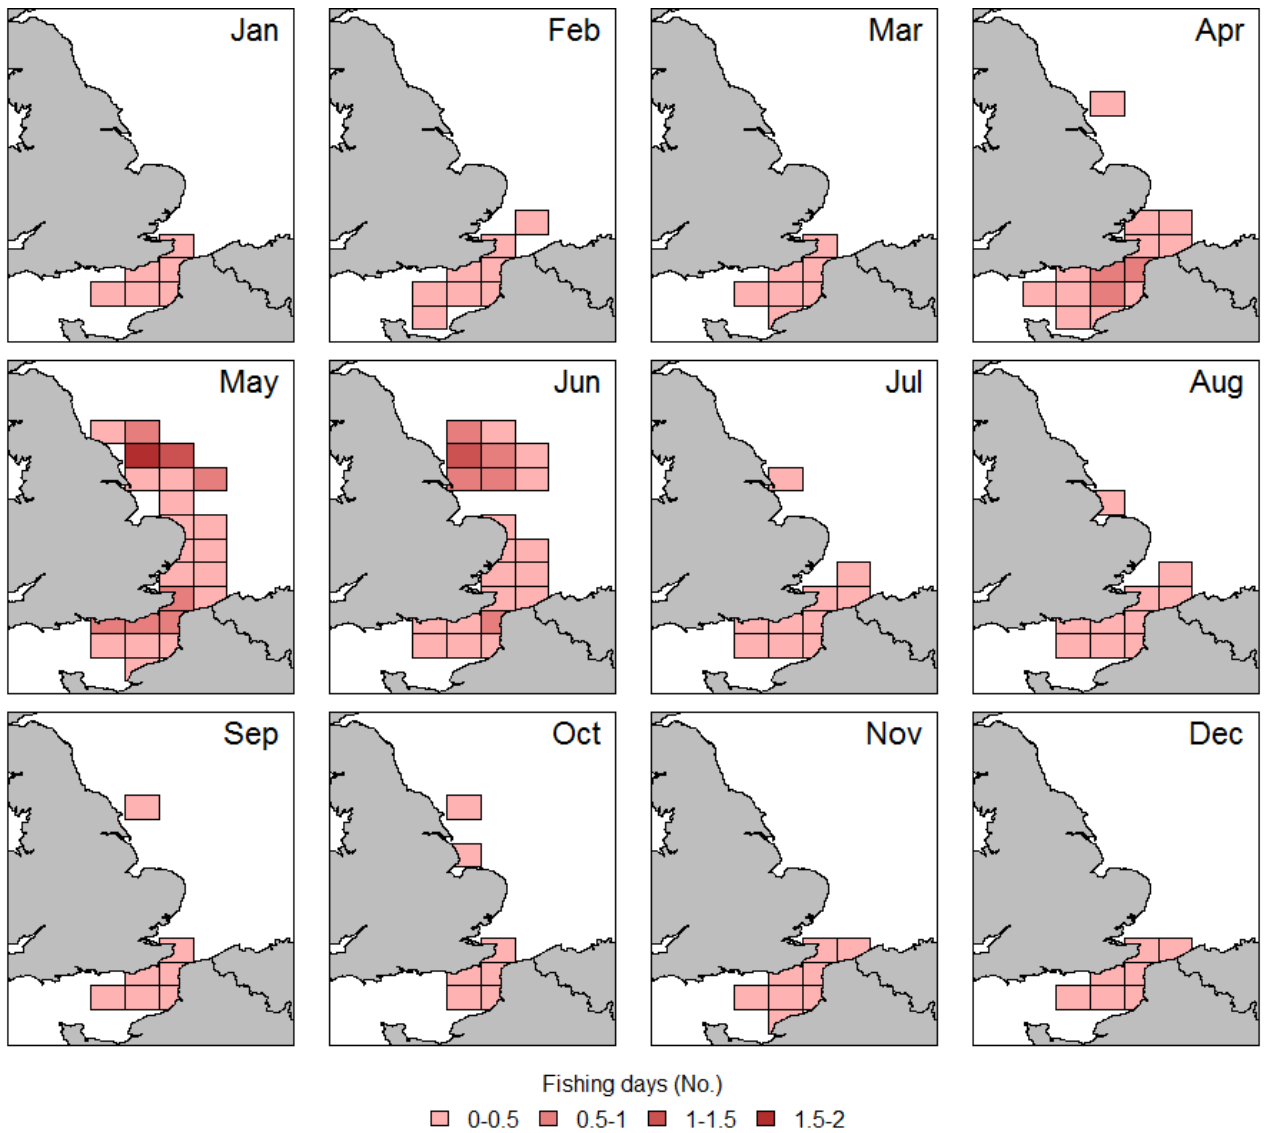 Jan
Feb
Mar
Apr
May
Jun
Jul
Aug
Sep
Oct
Nov
Dec
Fishing days (No.)
0-0.5 0.5-1 1-1.5 1.5-2